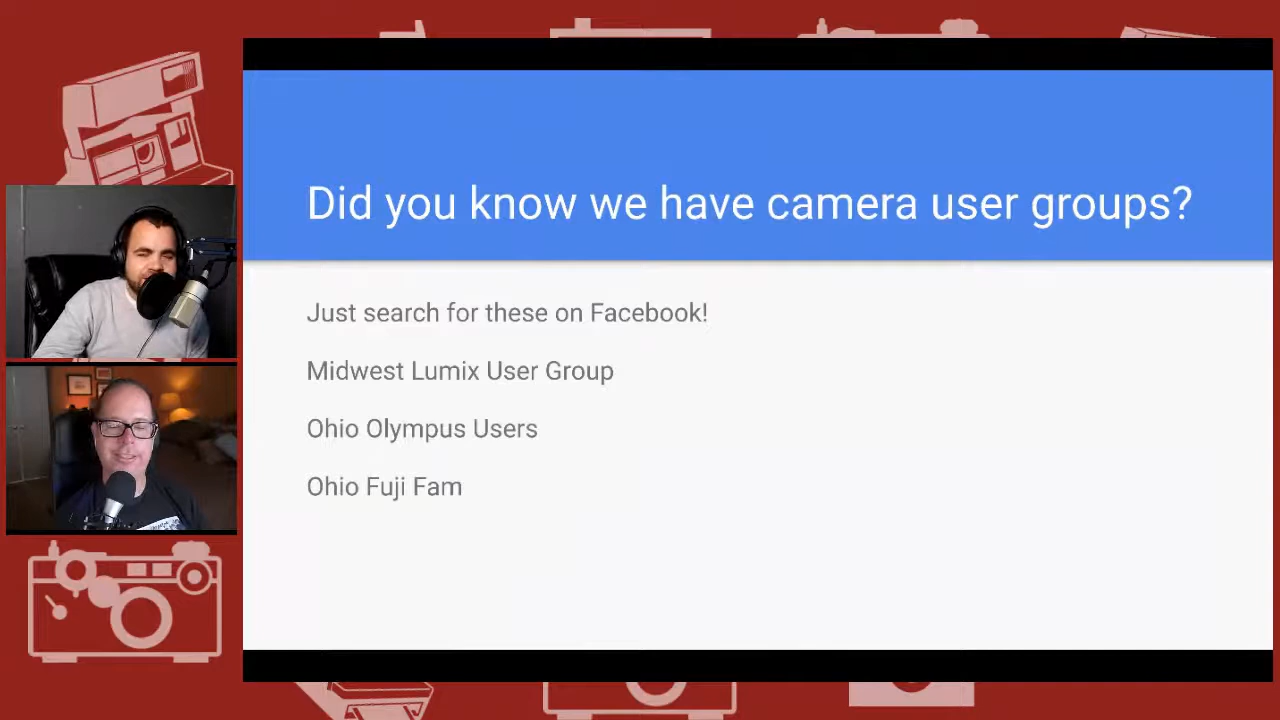 Did you know we have camera user groups?
Just search for these on Facebook!
Midwest Lumix User Group
Ohio Olympus Users
Ohio Fuji Fam